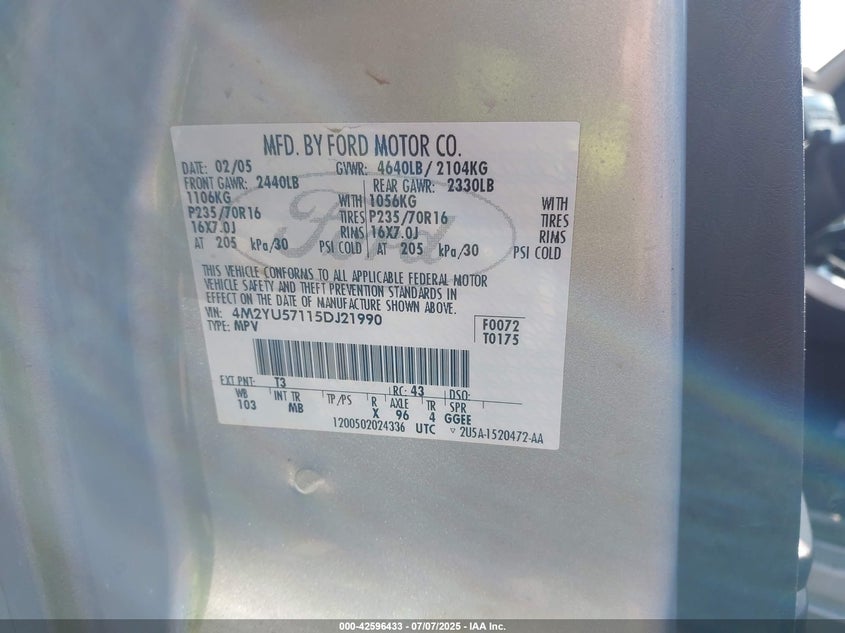 MFD. BY FORD MOTOR CO.
DATE: 02/05 GVWR: 4640LB / 2104KG
FRONT GAWR: 2440LB REAR GAWR: 2330LB
1106KG WITH 1056KG WITH
P235/70R16 TIRES P235/70R16 TIRES
16X7.0J RIMS 16X7.0J RIMS
AT 205 kPa/30 PSI COLD AT 205 kPa/30 PSI COLD
Ford
THIS VEHICLE CONFORMS TO ALL APPLICABLE FEDERAL MOTOR
VEHICLE SAFETY AND THEFT PREVENTION STANDARDS IN
EFFECT ON THE DATE OF MANUFACTURE SHOWN ABOVE.
VIN: 4M2YU57115DJ21990 F0072
TYPE: MPV T0175
EXT PNT: T3 RC: 43 DSO:
WB INT TR TP/PS R AXLE TR SPR
103 MB X 96 4 GGEE
1200502024336 UTC ▽ 2U5A-1520472-AA
000-42596433 - 07/07/2025 - IAA Inc.